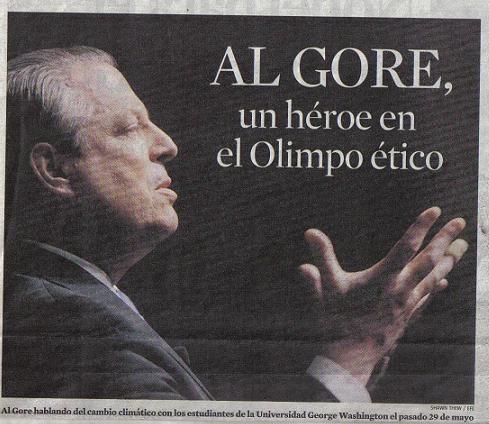 AL GORE,
un héroe en
el Olimpo ético
SHAWN THEW / EFE
Al Gore hablando del cambio climático con los estudiantes de la Universidad George Washington el pasado 29 de mayo